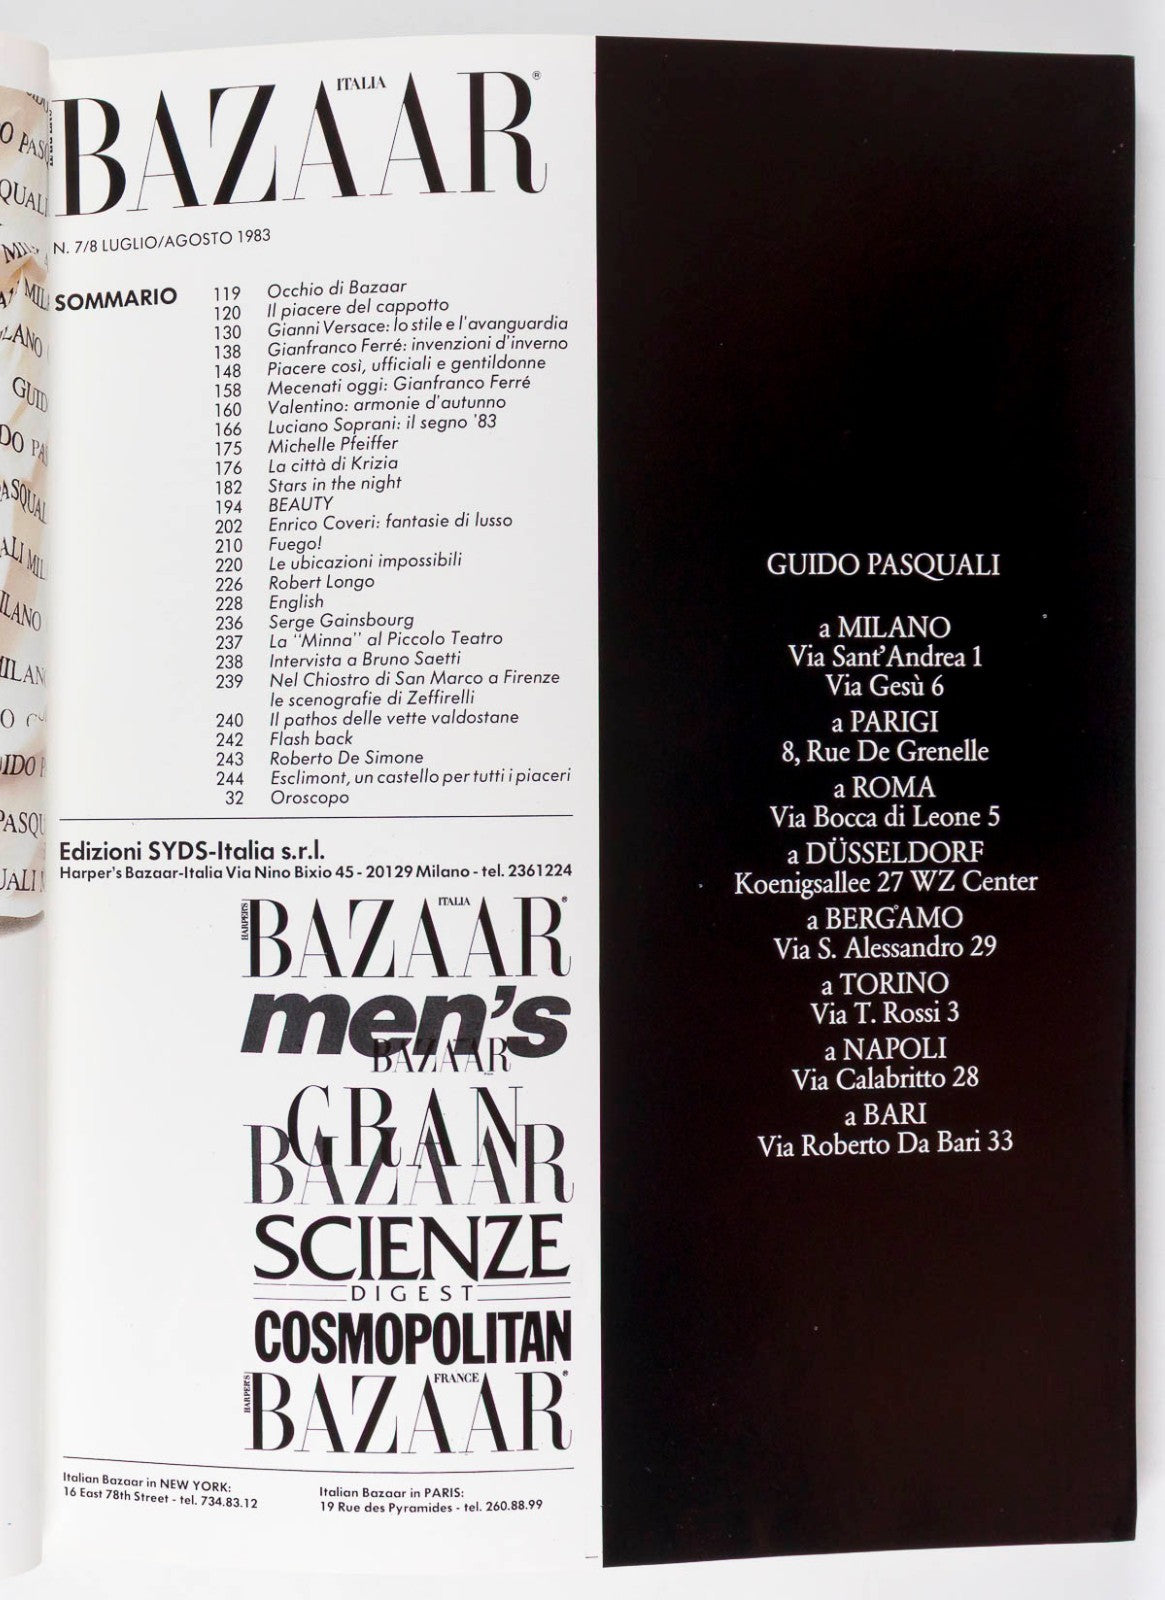 ITALIA
BAZAAR®
N. 7/8 LUGLIO/AGOSTO 1983
SOMMARIO
119 Occhio di Bazaar
120 Il piacere del cappotto
130 Gianni Versace: lo stile e l'avanguardia
138 Gianfranco Ferré: invenzioni d'inverno
148 Piacere così, ufficiali e gentildonne
158 Mecenati oggi: Gianfranco Ferré
160 Valentino: armonie d'autunno
166 Luciano Soprani: il segno '83
175 Michelle Pfeiffer
176 La città di Krizia
182 Stars in the night
194 BEAUTY
202 Enrico Coveri: fantasie di lusso
210 Fuego!
220 Le ubicazioni impossibili
226 Robert Longo
228 English
236 Serge Gainsbourg
237 La "Minna" al Piccolo Teatro
238 Intervista a Bruno Saetti
239 Nel Chiostro di San Marco a Firenze
le scenografie di Zeffirelli
240 Il pathos delle vette valdostane
242 Flash back
243 Roberto De Simone
244 Esclimont, un castello per tutti i piaceri
32 Oroscopo
Edizioni SYDS-Italia s.r.l.
Harper's Bazaar-Italia Via Nino Bixio 45 - 20129 Milano - tel. 2361224
HARPER'S
ITALIA
BAZAAR®
men's
BAZAAR
GRAN
BAZAAR
SCIENZE
DIGEST
COSMOPOLITAN
HARPER'S
FRANCE
BAZAAR®
Italian Bazaar in NEW YORK:
16 East 78th Street - tel. 734.83.12
Italian Bazaar in PARIS:
19 Rue des Pyramides - tel. 260.88.99
GUIDO PASQUALI
a MILANO
Via Sant'Andrea 1
Via Gesù 6
a PARIGI
8, Rue De Grenelle
a ROMA
Via Bocca di Leone 5
a DÜSSELDORF
Koenigsallee 27 WZ Center
a BERGAMO
Via S. Alessandro 29
a TORINO
Via T. Rossi 3
a NAPOLI
Via Calabritto 28
a BARI
Via Roberto Da Bari 33